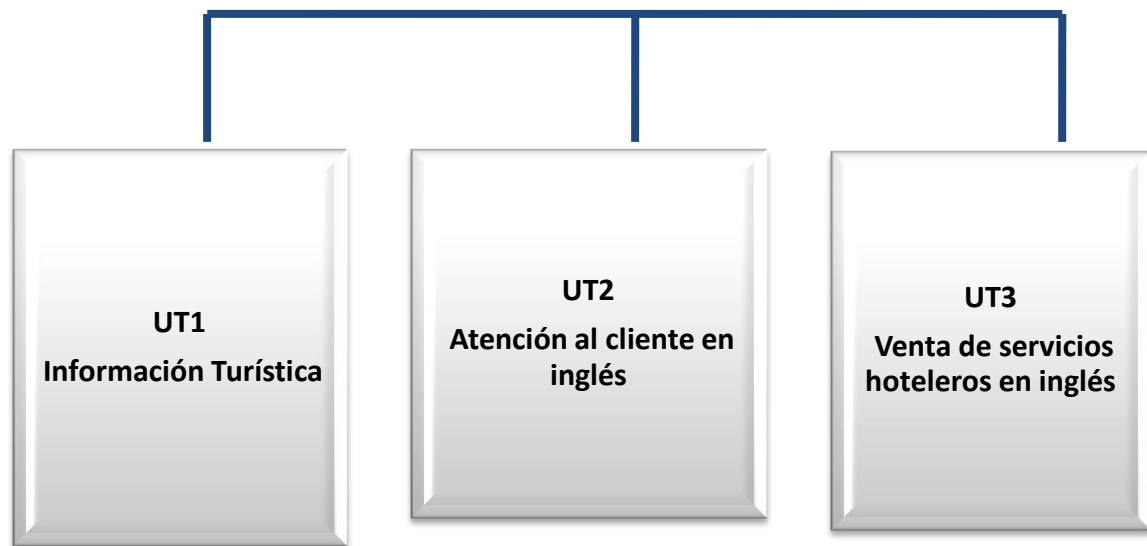 UT1
Información Turística
UT2
Atención al cliente en
inglés
UT3
Venta de servicios
hoteleros en inglés